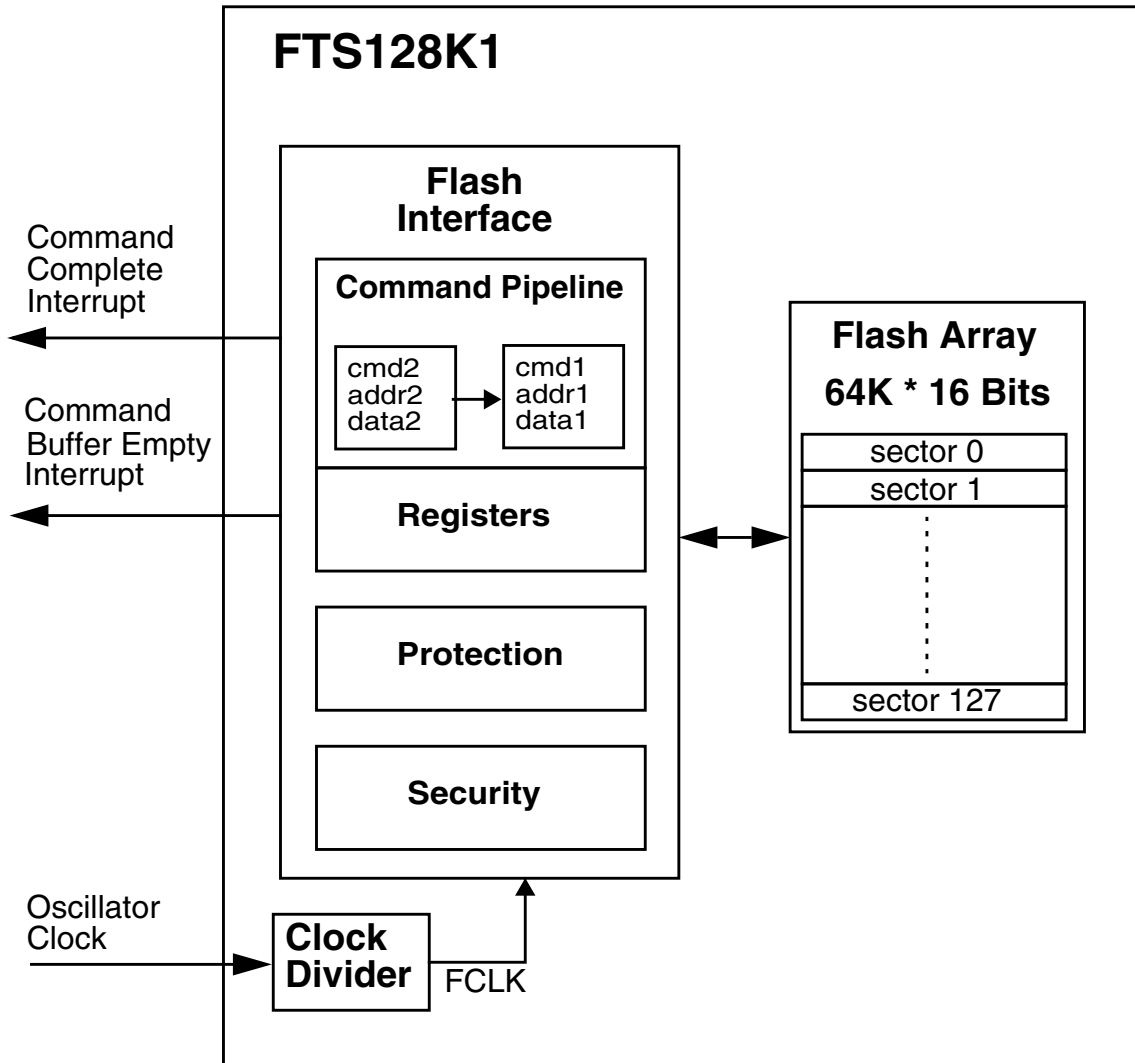 FTS128K1
Flash
Interface
Command
Complete
Interrupt
Command Pipeline
cmd2
addr2
data2
cmd1
addr1
data1
Command
Buffer Empty
Interrupt
Registers
Protection
Security
Flash Array
64K * 16 Bits
sector 0
sector 1
sector 127
Oscillator
Clock
Clock
Divider
FCLK